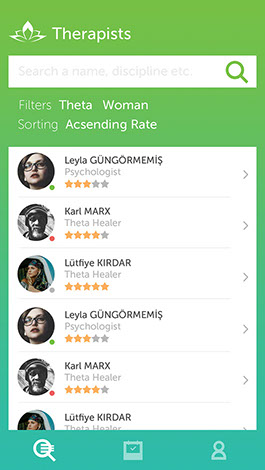 Therapists
Search a name, discipline etc.
Filters Theta Woman
Sorting Acsending Rate
Leyla GÜNGÖRMEMİŞ
Psychologist
Karl MARX
Theta Healer
Lütfiye KIRDAR
Theta Healer
Leyla GÜNGÖRMEMİŞ
Psychologist
Karl MARX
Theta Healer
Lütfiye KIRDAR
Theta Healer